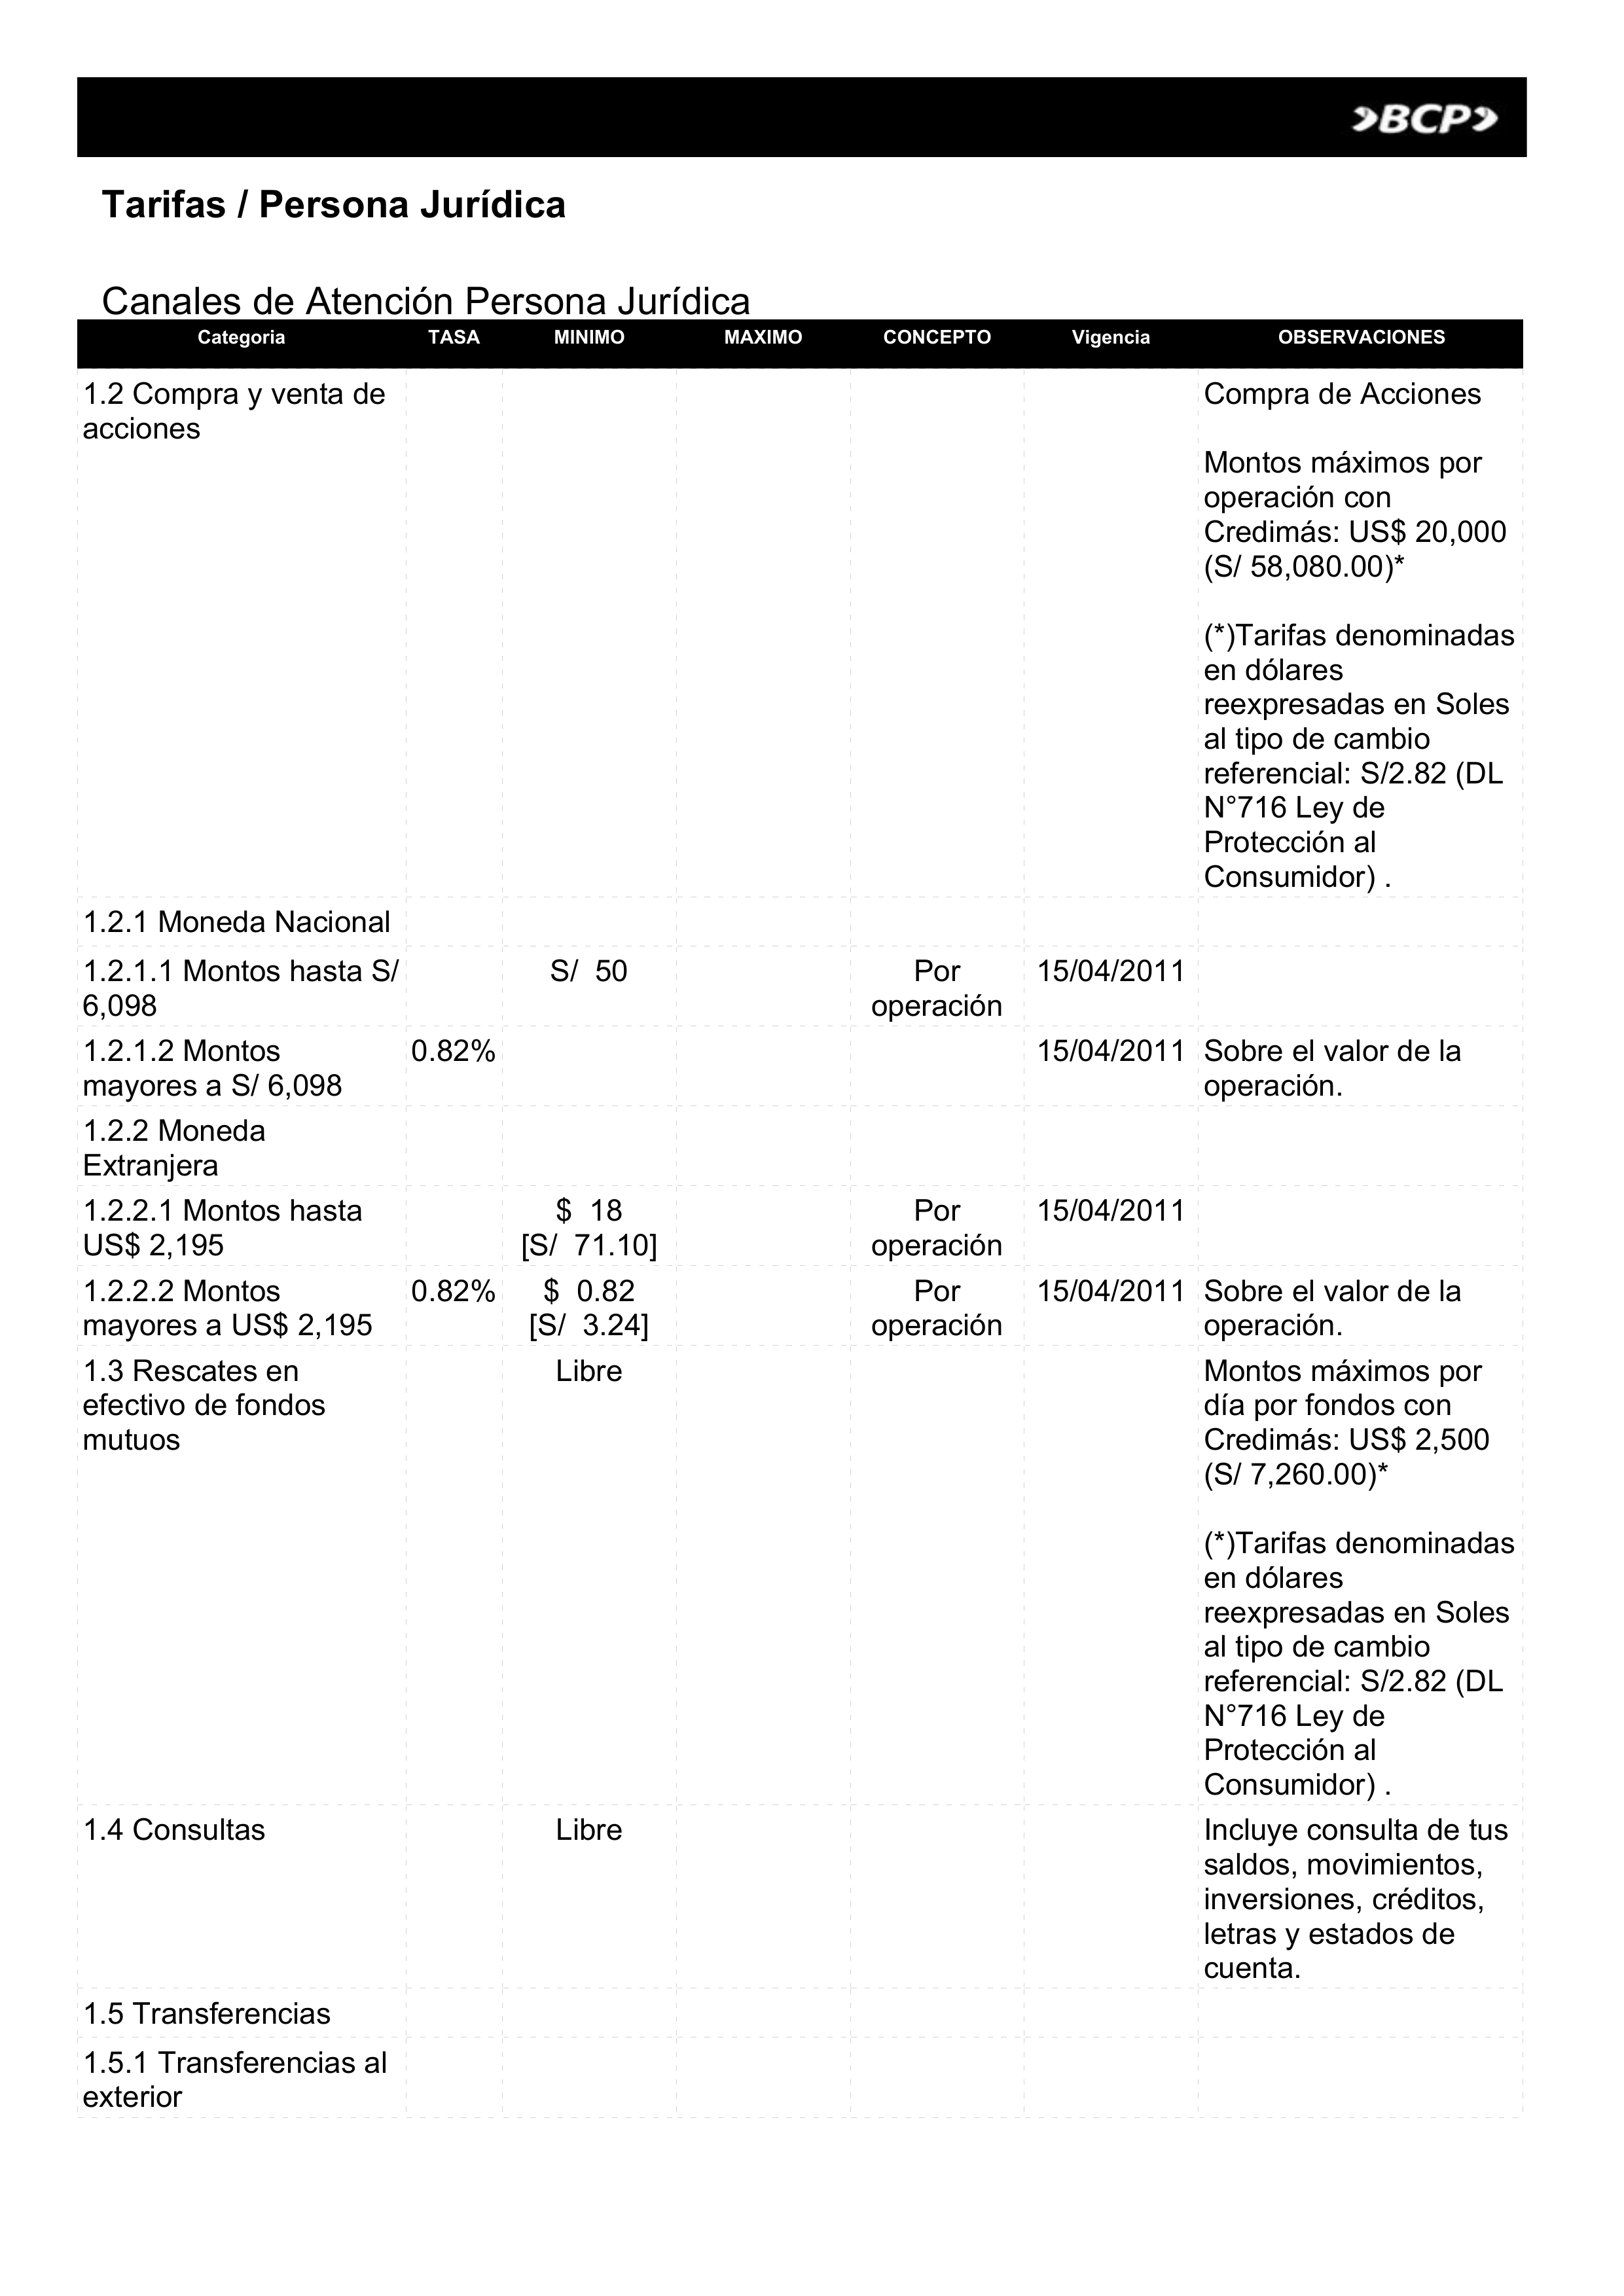 BCP
Tarifas / Persona Jurídica
Canales de Atención Persona Jurídica
Categoria TASA MINIMO MAXIMO CONCEPTO Vigencia OBSERVACIONES
1.2 Compra y venta de
acciones
Compra de Acciones
Montos máximos por
operación con
Credimás: US$ 20,000
(S/ 58,080.00)*
(*)Tarifas denominadas
en dólares
reexpresadas en Soles
al tipo de cambio
referencial: S/2.82 (DL
N°716 Ley de
Protección al
Consumidor) .
1.2.1 Moneda Nacional
1.2.1.1 Montos hasta S/
6,098
S/ 50
Por
operación
15/04/2011
1.2.1.2 Montos
mayores a S/ 6,098
0.82%
15/04/2011
Sobre el valor de la
operación.
1.2.2 Moneda
Extranjera
1.2.2.1 Montos hasta
US$ 2,195
$ 18
[S/ 71.10]
Por
operación
15/04/2011
1.2.2.2 Montos
mayores a US$ 2,195
0.82%
$ 0.82
[S/ 3.24]
Por
operación
15/04/2011
Sobre el valor de la
operación.
1.3 Rescates en
efectivo de fondos
mutuos
Libre
Montos máximos por
día por fondos con
Credimás: US$ 2,500
(S/ 7,260.00)*
(*)Tarifas denominadas
en dólares
reexpresadas en Soles
al tipo de cambio
referencial: S/2.82 (DL
N°716 Ley de
Protección al
Consumidor) .
1.4 Consultas
Libre
Incluye consulta de tus
saldos, movimientos,
inversiones, créditos,
letras y estados de
cuenta.
1.5 Transferencias
1.5.1 Transferencias al
exterior